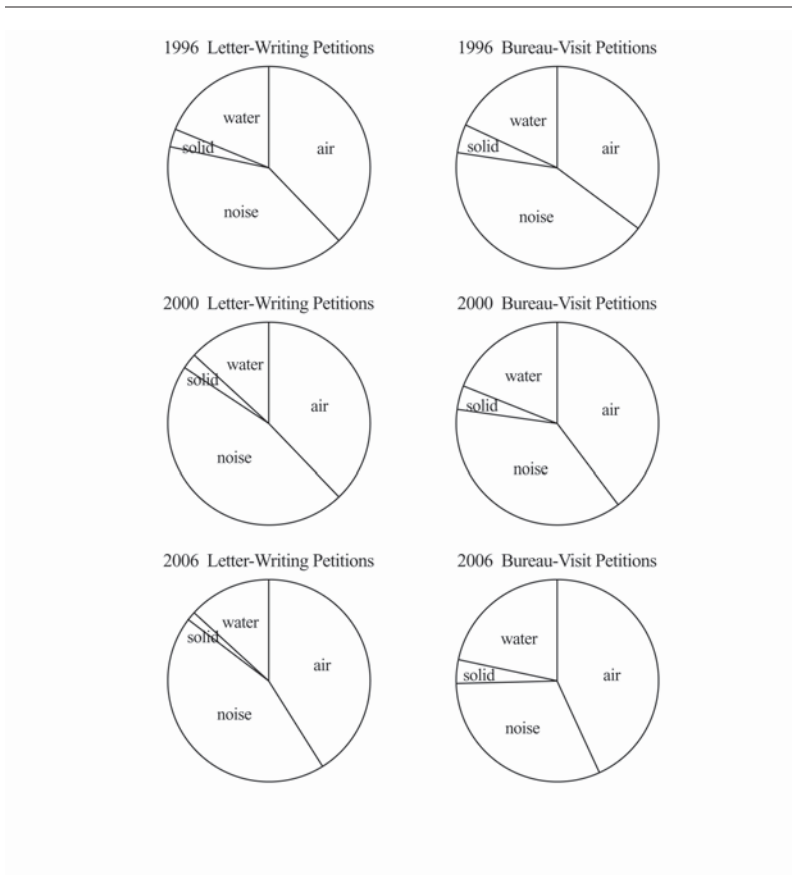 1996 Letter-Writing Petitions
water
air
solid
noise
1996 Bureau-Visit Petitions
water
air
solid
noise
2000 Letter-Writing Petitions
water
solid
air
noise
2000 Bureau-Visit Petitions
water
solid
air
noise
2006 Letter-Writing Petitions
water
solid
air
noise
2006 Bureau-Visit Petitions
water
solid
air
noise